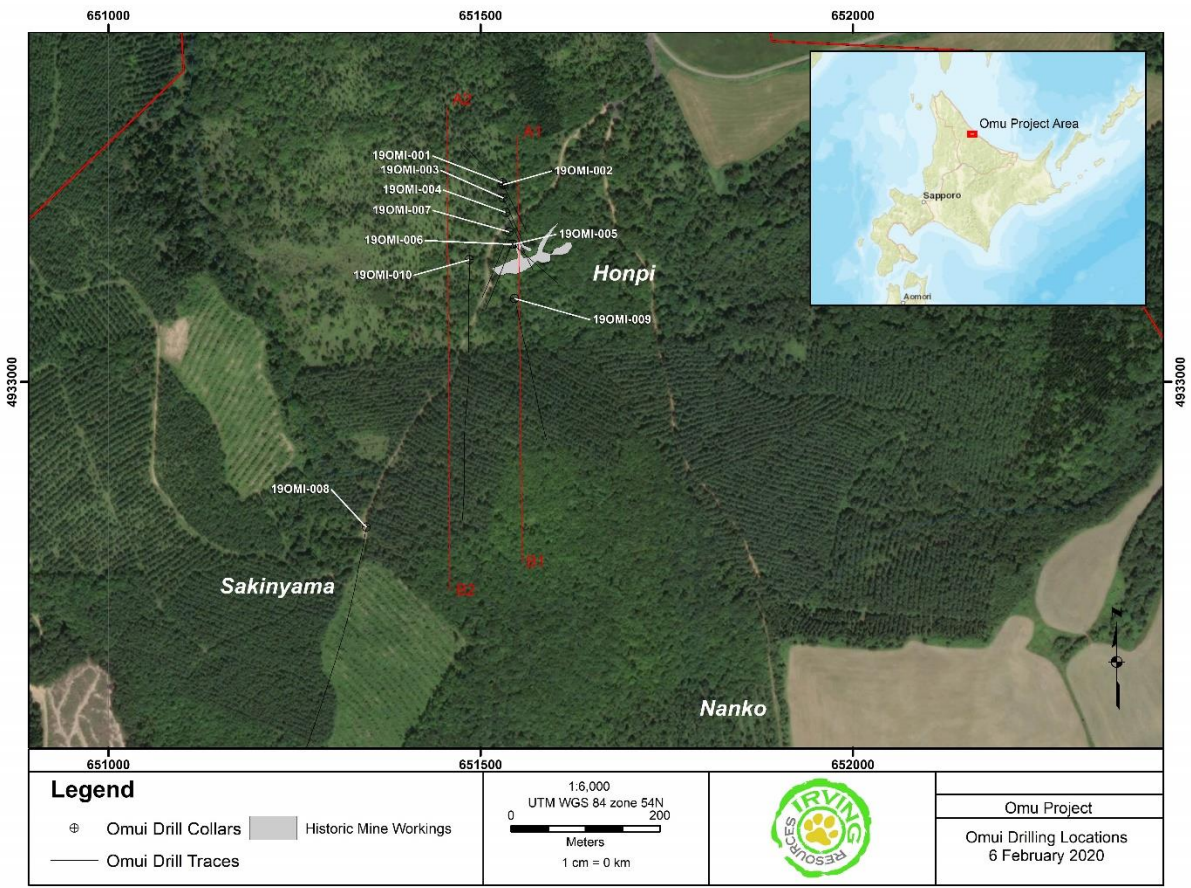 651000
651500
652000
A2
A1
Omu Project Area
Sapporo
Aomori
19OMI-001
19OMI-002
19OMI-003
19OMI-004
19OMI-007
19OMI-005
19OMI-006
19OMI-010
Honpi
19OMI-009
4933000
4933000
19OMI-008
B1
B2
Sakinyama
Nanko
N
651000
651500
652000
Legend
Omui Drill Collars
Historic Mine Workings
Omui Drill Traces
1:6,000
UTM WGS 84 zone 54N
0
200
Meters
1 cm = 0 km
IRVING
RESOURCES
Omu Project
Omui Drilling Locations
6 February 2020